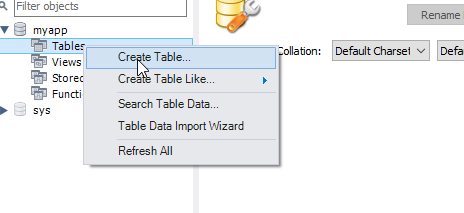 Filter objects
myapp
Tables
Views
Stored
Functi
sys
Create Table...
Create Table Like...
Search Table Data...
Table Data Import Wizard
Refresh All
Rename
Collation:
Default Charset
Defa